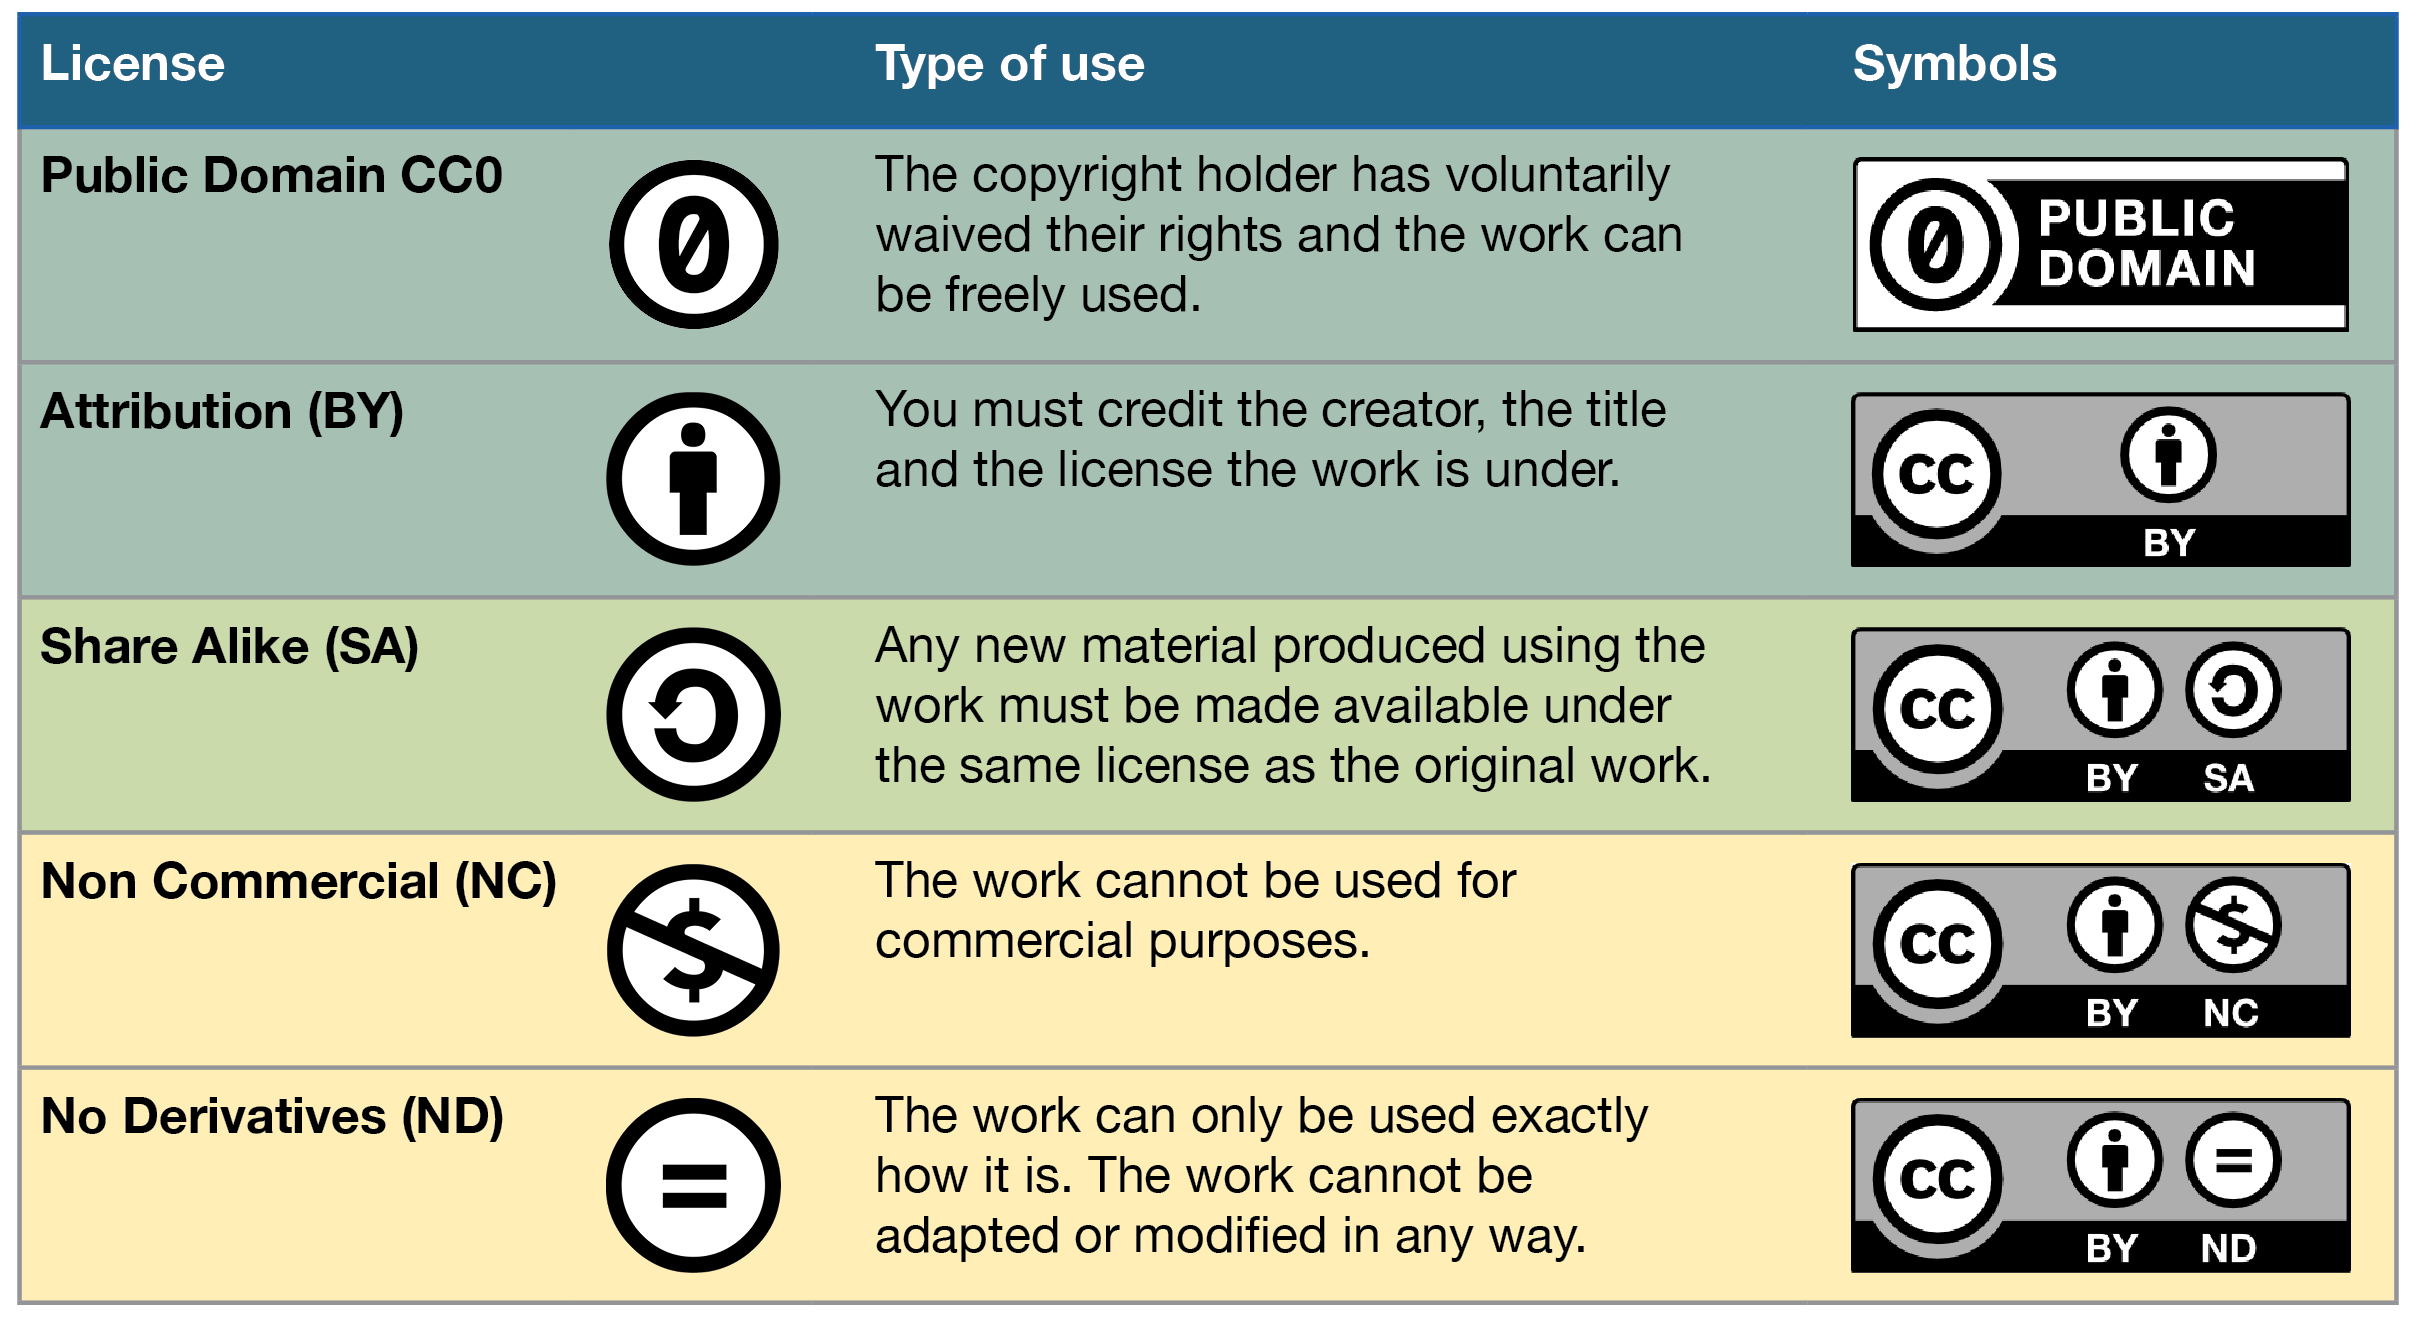 License Type of use Symbols
Public Domain CC0
0
The copyright holder has voluntarily
waived their rights and the work can
be freely used.
0 PUBLIC
DOMAIN
Attribution (BY)
You must credit the creator, the title
and the license the work is under.
cc
BY
Share Alike (SA)
Any new material produced using the
work must be made available under
the same license as the original work.
cc
BY SA
Non Commercial (NC)
$
The work cannot be used for
commercial purposes.
cc $
BY NC
No Derivatives (ND)
=
The work can only be used exactly
how it is. The work cannot be
adapted or modified in any way.
cc =
BY ND